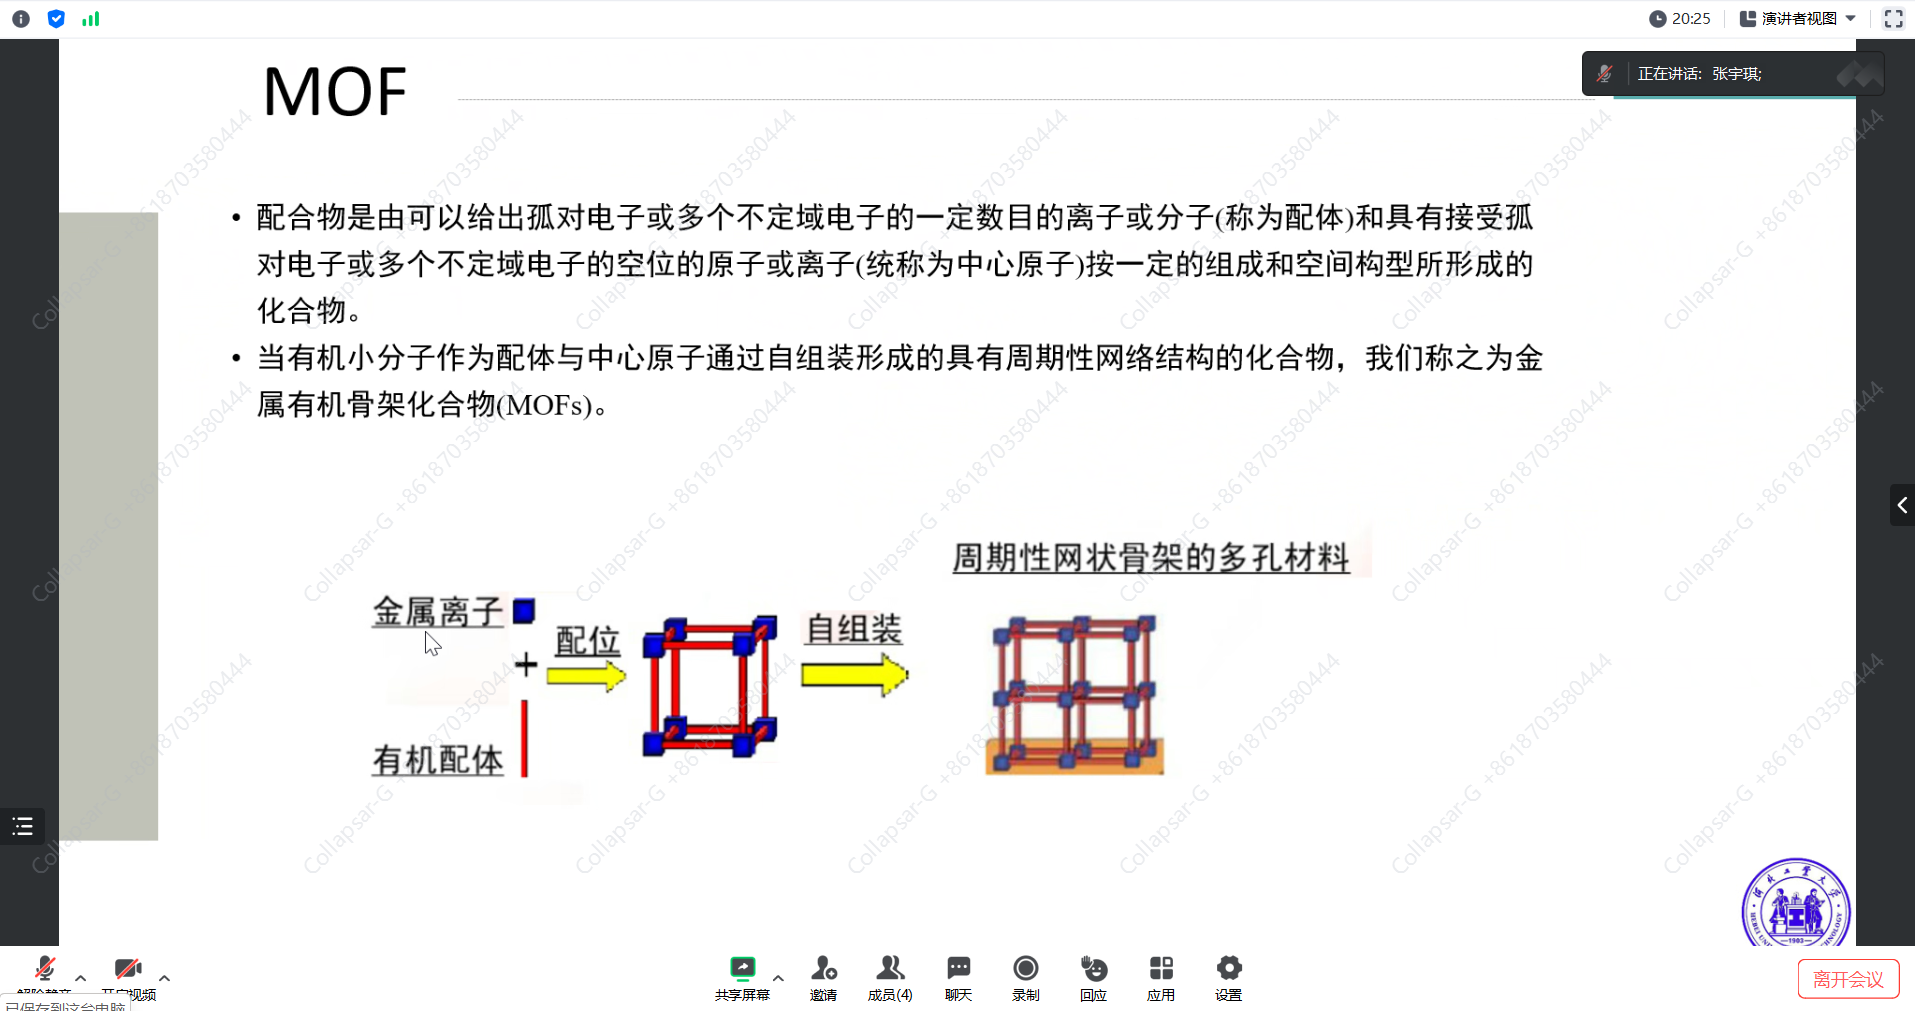 20:25
演讲者视图
MOF
正在讲话: 张宇琪;
• 配合物是由可以给出孤对电子或多个不定域电子的一定数目的离子或分子(称为配体)和具有接受孤
对电子或多个不定域电子的空位的原子或离子(统称为中心原子)按一定的组成和空间构型所形成的
化合物。
• 当有机小分子作为配体与中心原子通过自组装形成的具有周期性网络结构的化合物，我们称之为金
属有机骨架化合物(MOFs)。
周期性网状骨架的多孔材料
金属离子
+
配位
自组装
有机配体
Collapsar-G +8618703580444
河北工业大学
1903
解除静音
开启视频
共享屏幕
邀请
成员(4)
聊天
录制
回应
应用
设置
离开会议
已保存到这台电脑